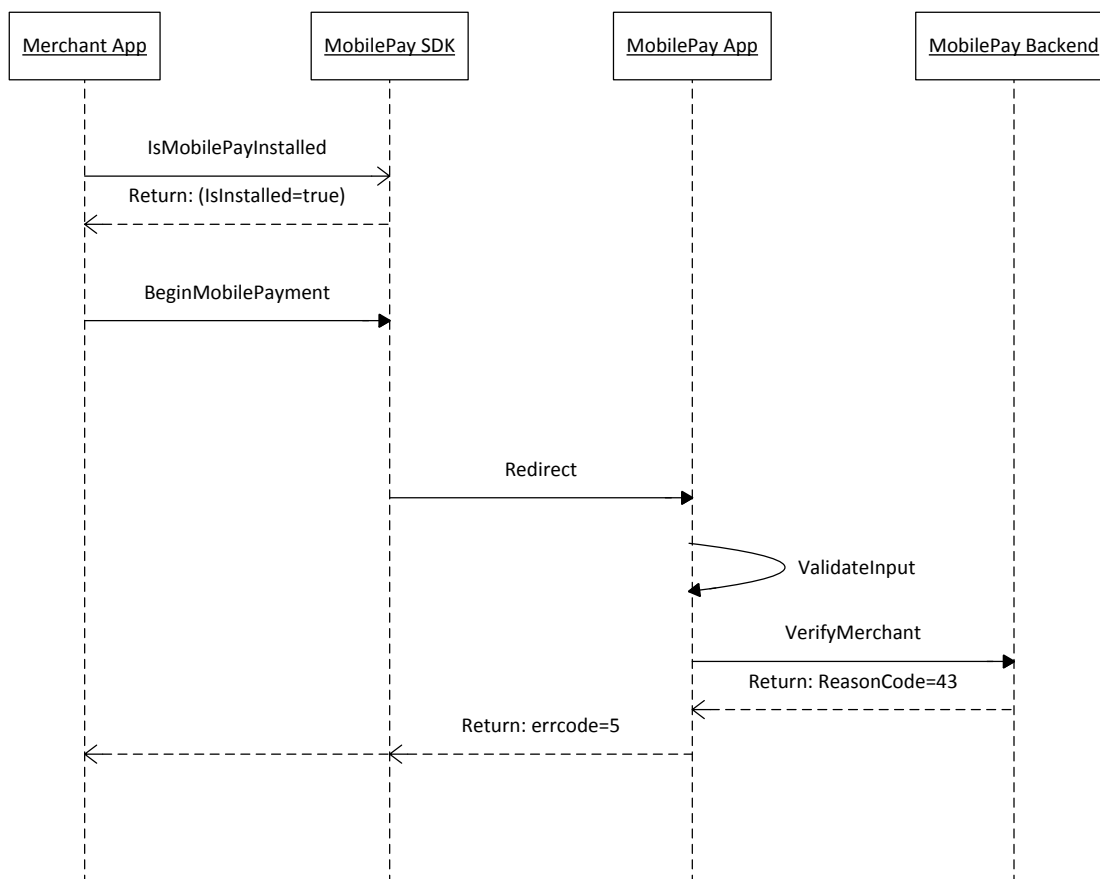 Merchant App
MobilePay SDK
MobilePay App
MobilePay Backend
IsMobilePayInstalled
Return: (IsInstalled=true)
BeginMobilePayment
Redirect
ValidateInput
VerifyMerchant
Return: ReasonCode=43
Return: errcode=5